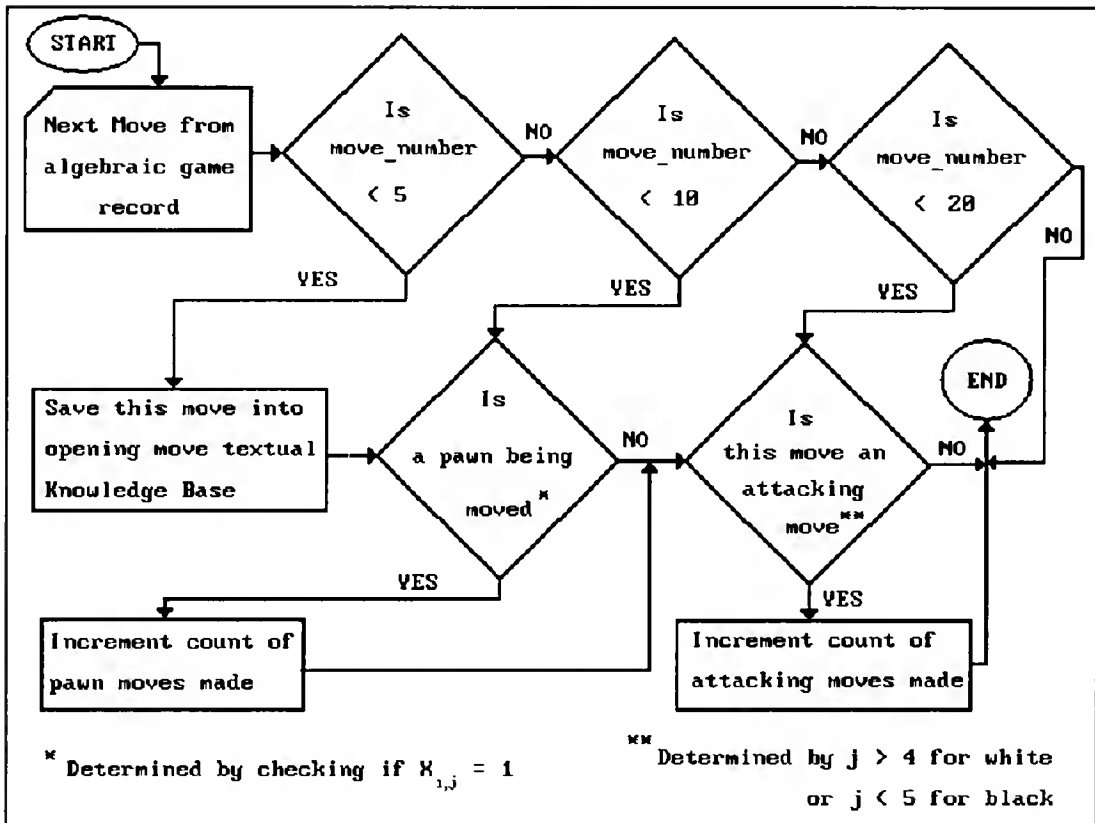 START
Next Move from
algebraic game
record
Is
move_number
< 5
NO
Is
move_number
< 10
NO
Is
move_number
< 20
NO
YES
YES
YES
Save this move into
opening move textual
Knowledge Base
Is
a pawn being
moved*
NO
Is
this move an
attacking
move**
NO
END
YES
Increment count of
pawn moves made
YES
Increment count of
attacking moves made
* Determined by checking if X i,j = 1
** Determined by j > 4 for white
or j < 5 for black